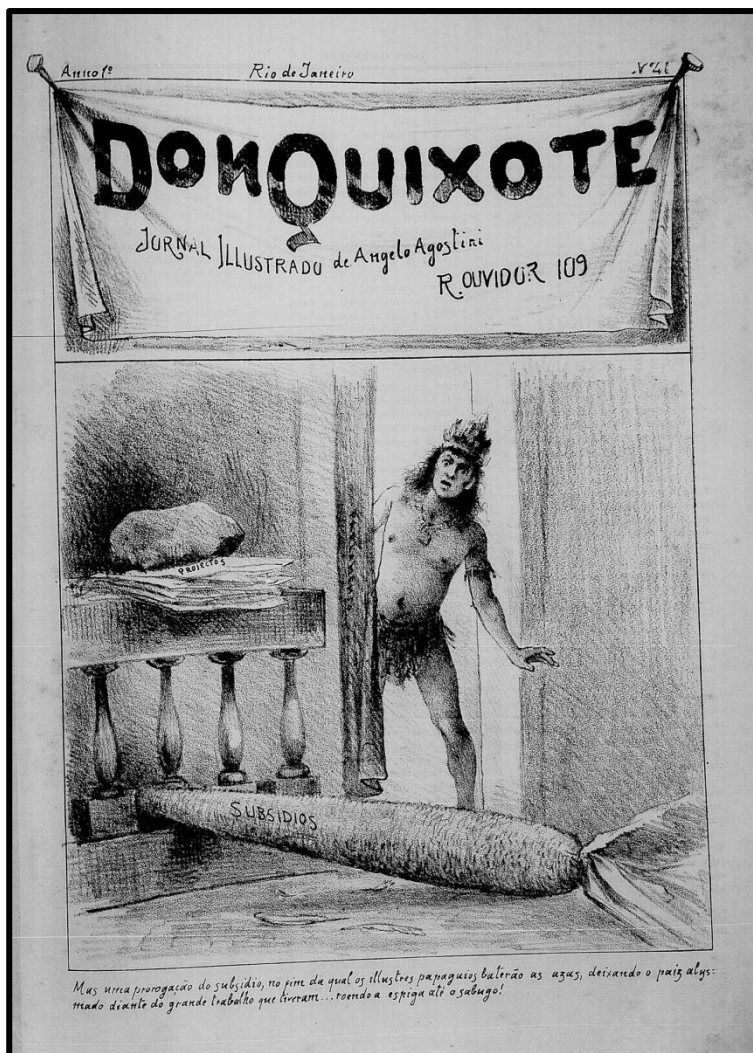 Anno 1º Rio de Janeiro Nº 41
DON QUIXOTE
JORNAL ILLUSTRADO de Angelo Agostini
R. OUVIDOR 109
PROJECTOS
SUBSIDIOS
Mas uma prorogação do subsidio, no fim da qual os illustres papagaios baterão as azas, deixando o paiz abys=
mado diante do grande trabalho que tiveram... roendo a espiga até o sabugo!